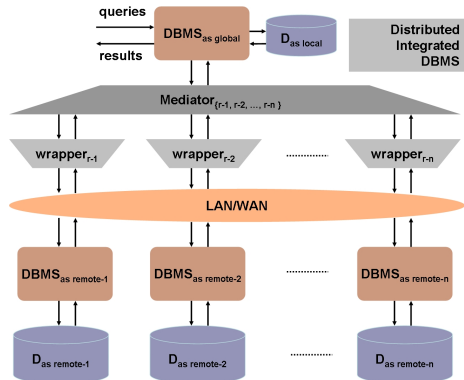 queries
results
DBMSas global
Das local
Distributed
Integrated
DBMS
Mediator{r-1, r-2, ..., r-n }
wrapperr-1
wrapperr-2
wrapperr-n
LAN/WAN
DBMSas remote-1
DBMSas remote-2
DBMSas remote-n
Das remote-1
Das remote-2
Das remote-n